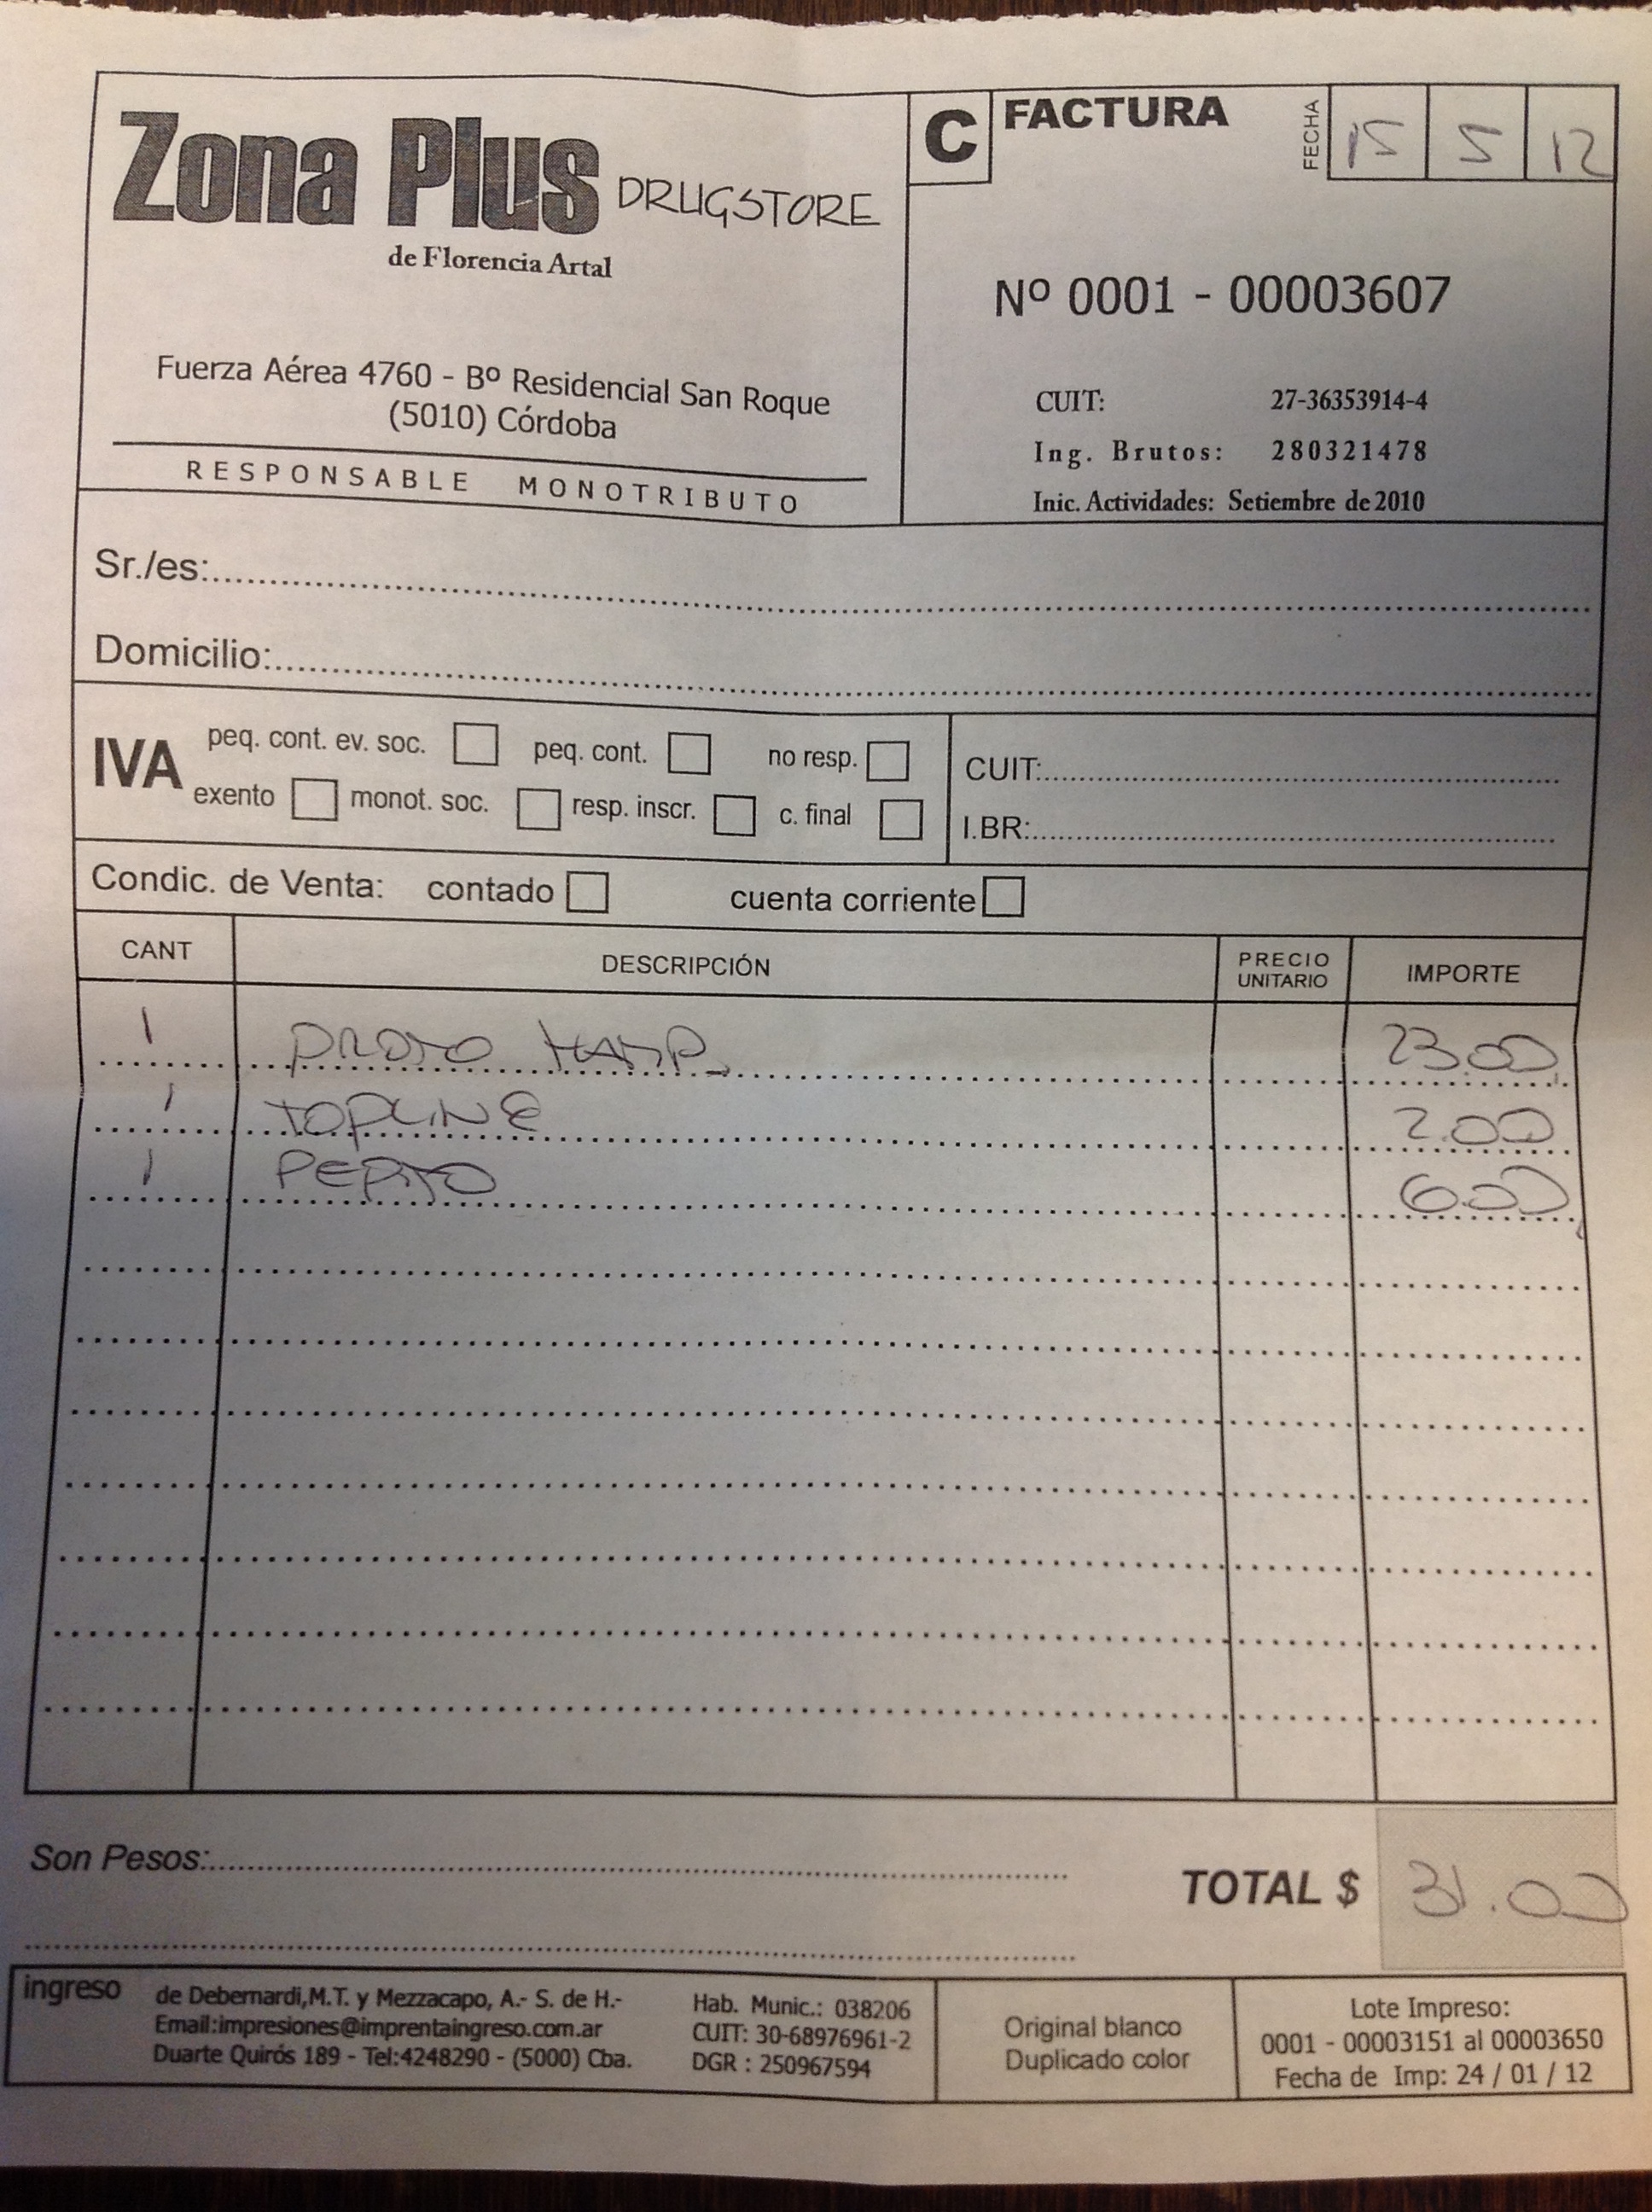 Zona Plus DRUGSTORE
de Florencia Artal
Fuerza Aérea 4760 - Bº Residencial San Roque
(5010) Córdoba
RESPONSABLE MONOTRIBUTO
C FACTURA
FECHA 15 5 12
Nº 0001 - 00003607
CUIT: 27-36353914-4
Ing. Brutos: 280321478
Inic. Actividades: Setiembre de 2010
Sr./es:
Domicilio:
IVA peq. cont. ev. soc. peq. cont. no resp.
exento monot. soc. resp. inscr. c. final
CUIT:
I.BR:
Condic. de Venta: contado cuenta corriente
CANT DESCRIPCIÓN PRECIO UNITARIO IMPORTE
1 23.00
1 TOPLINE 2.00
1 PEPITO 6.00
Son Pesos:
TOTAL $ 31.00
ingreso de Debernardi,M.T. y Mezzacapo, A.- S. de H.-
Email:impresiones@imprentaingreso.com.ar
Duarte Quirós 189 - Tel:4248290 - (5000) Cba.
Hab. Munic.: 038206
CUIT: 30-68976961-2
DGR : 250967594
Original blanco
Duplicado color
Lote Impreso:
0001 - 00003151 al 00003650
Fecha de Imp: 24 / 01 / 12